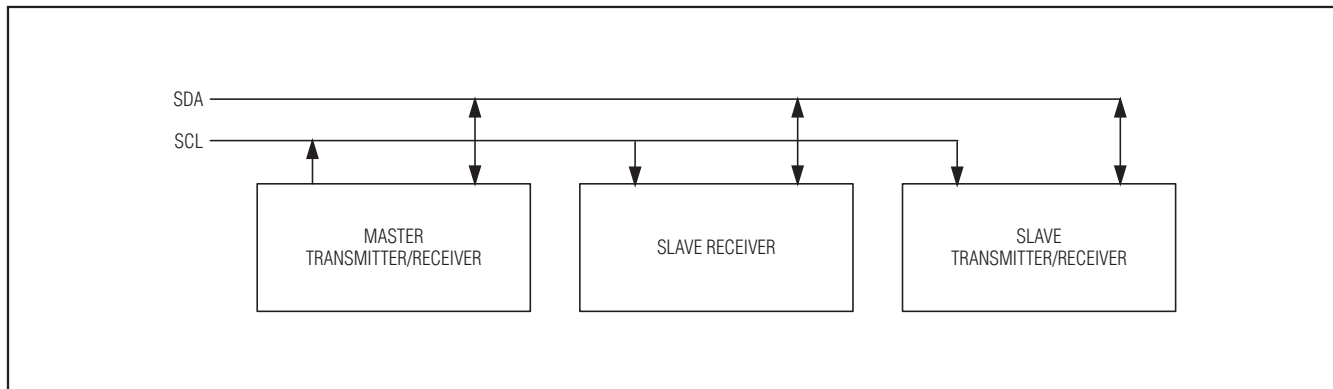 SDA
SCL
MASTER
TRANSMITTER/RECEIVER
SLAVE RECEIVER
SLAVE
TRANSMITTER/RECEIVER